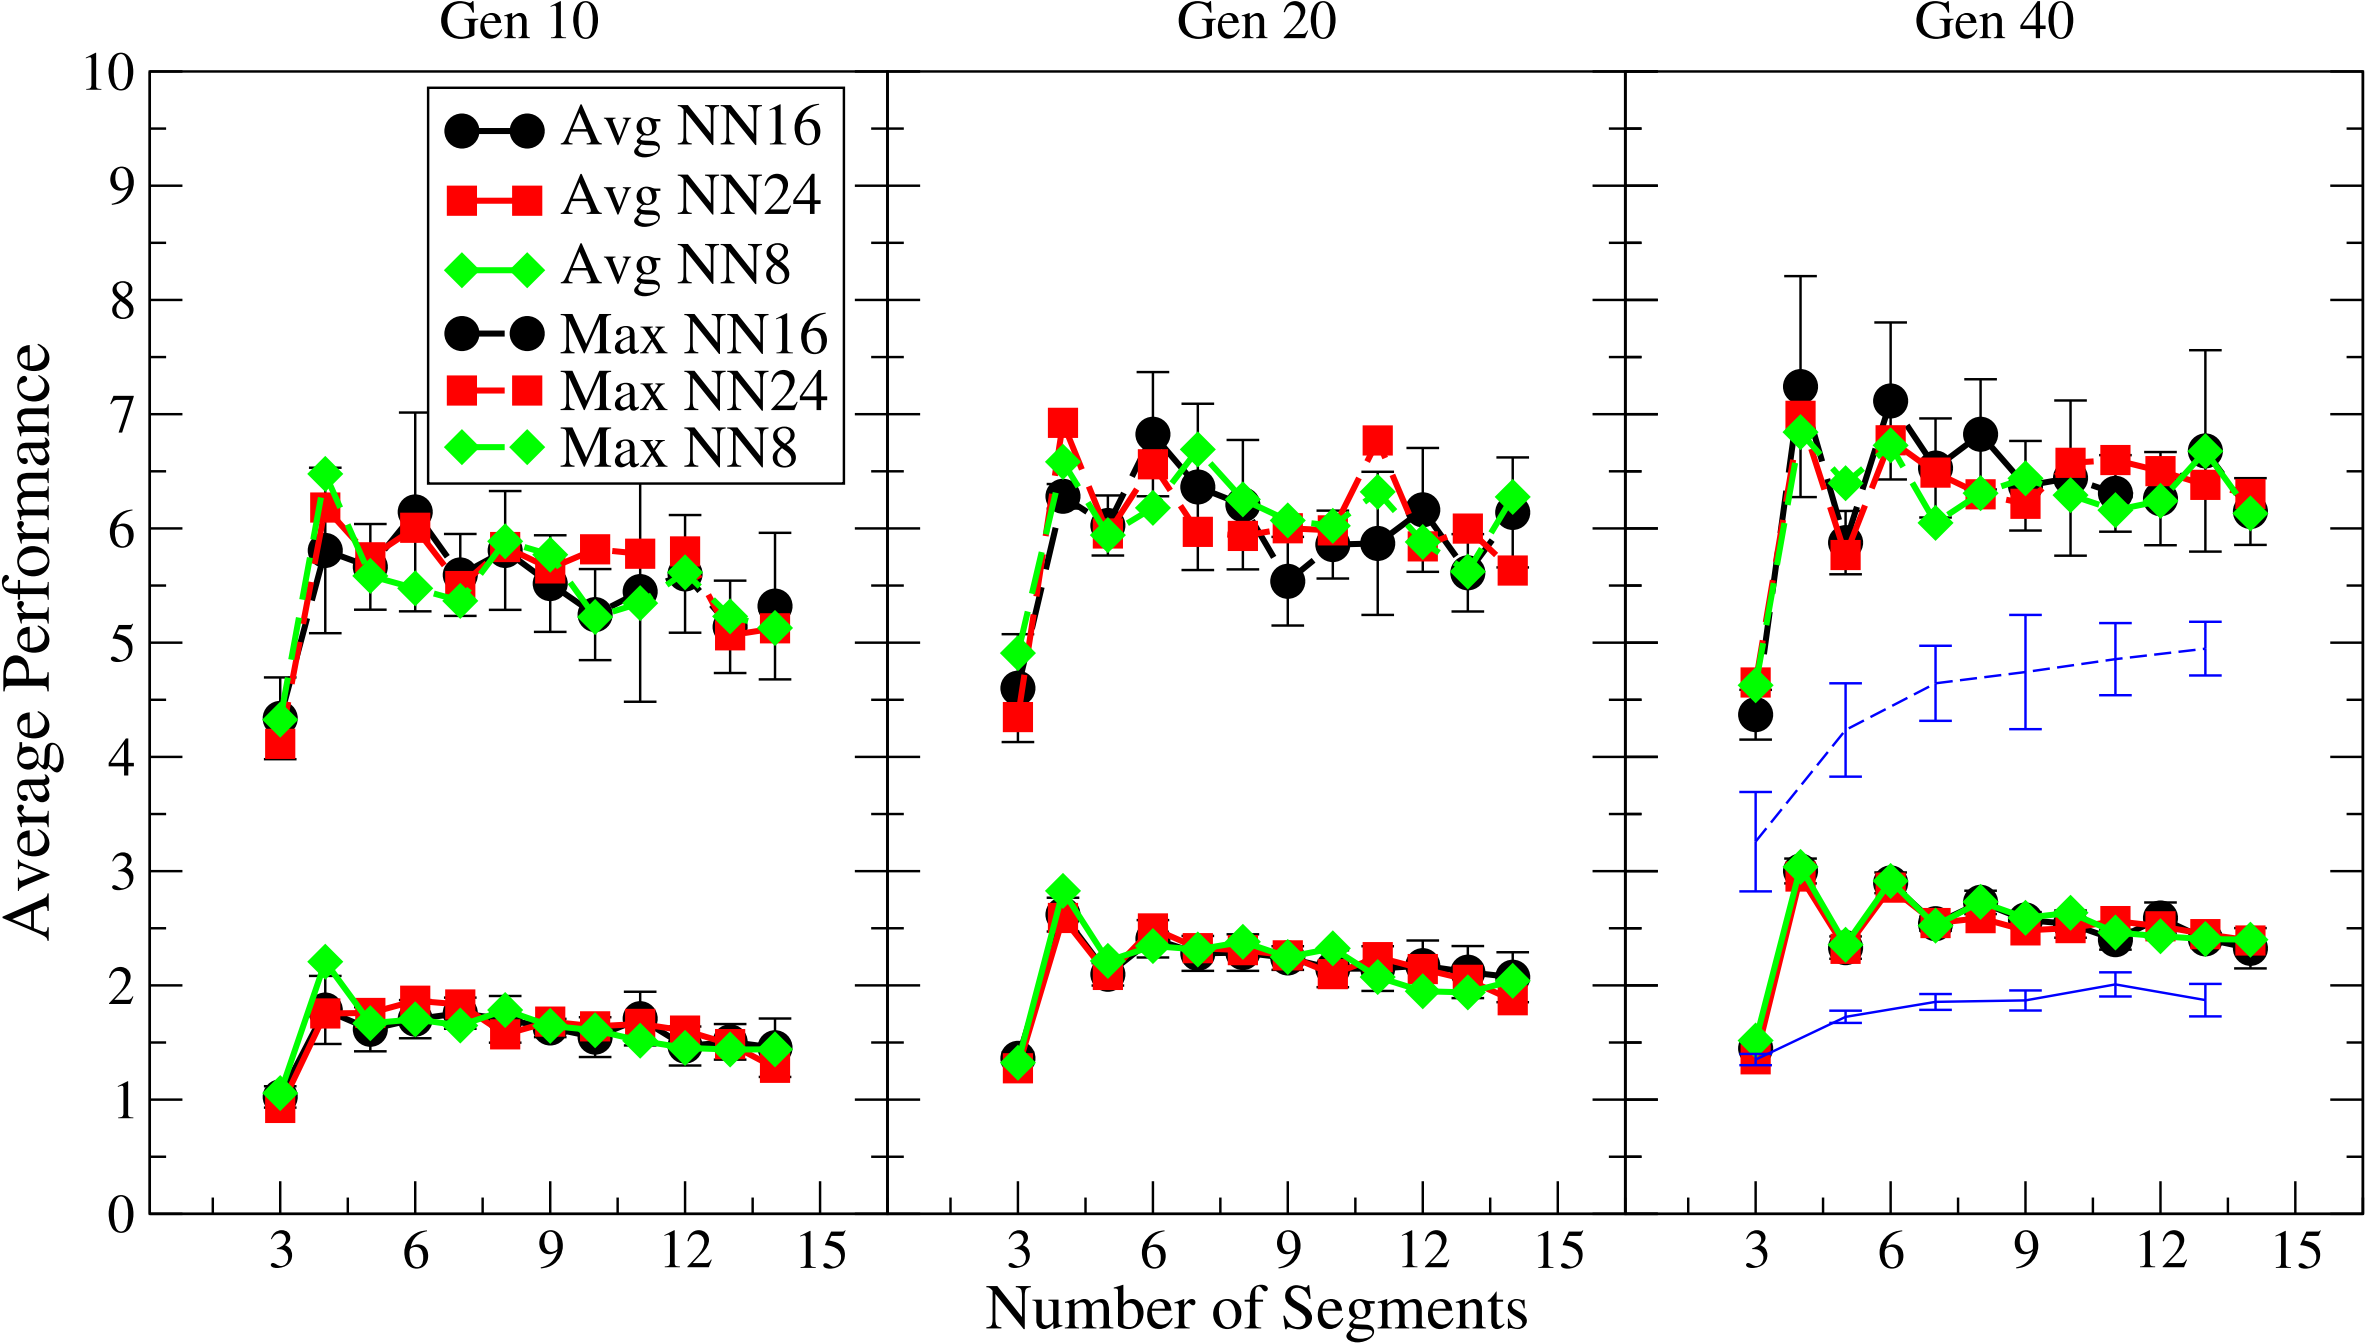 Gen 10 Gen 20 Gen 40
10
9
8
7
6
5
4
3
2
1
0
Avg NN16
Avg NN24
Avg NN8
Max NN16
Max NN24
Max NN8
Average Performance
3 6 9 12 15 3 6 9 12 15 3 6 9 12 15
Number of Segments